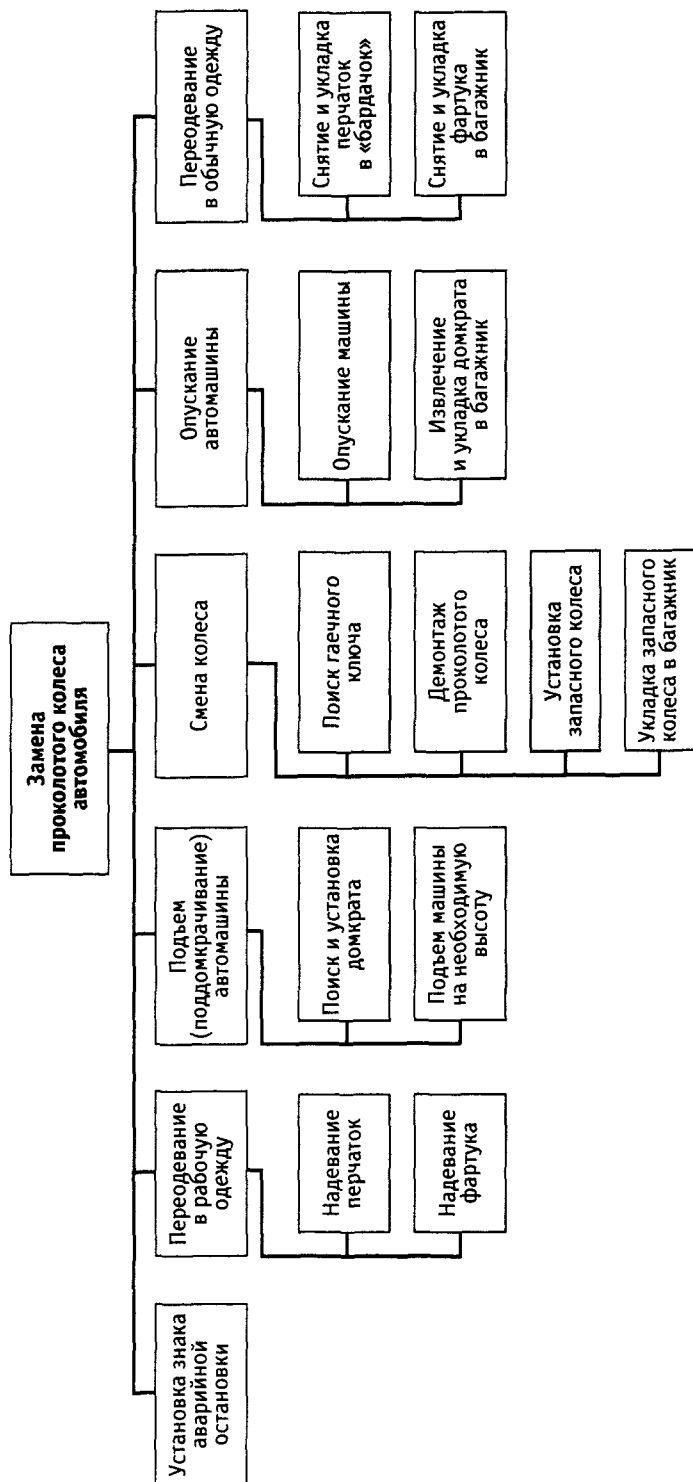 Замена
проколотого колеса
автомобиля
Установка знака
аварийной
остановки
Переодевание
в рабочую
одежду
Надевание
перчаток
Надевание
фартука
Подъем
(поддомкрачивание)
автомашины
Поиск и установка
домкрата
Подъем машины
на необходимую
высоту
Смена колеса
Поиск гаечного
ключа
Демонтаж
проколотого
колеса
Установка
запасного колеса
Укладка запасного
колеса в багажник
Опускание
автомашины
Опускание машины
Извлечение
и укладка домкрата
в багажник
Переодевание
в обычную одежду
Снятие и укладка
перчаток
в «бардачок»
Снятие и укладка
фартука
в багажник